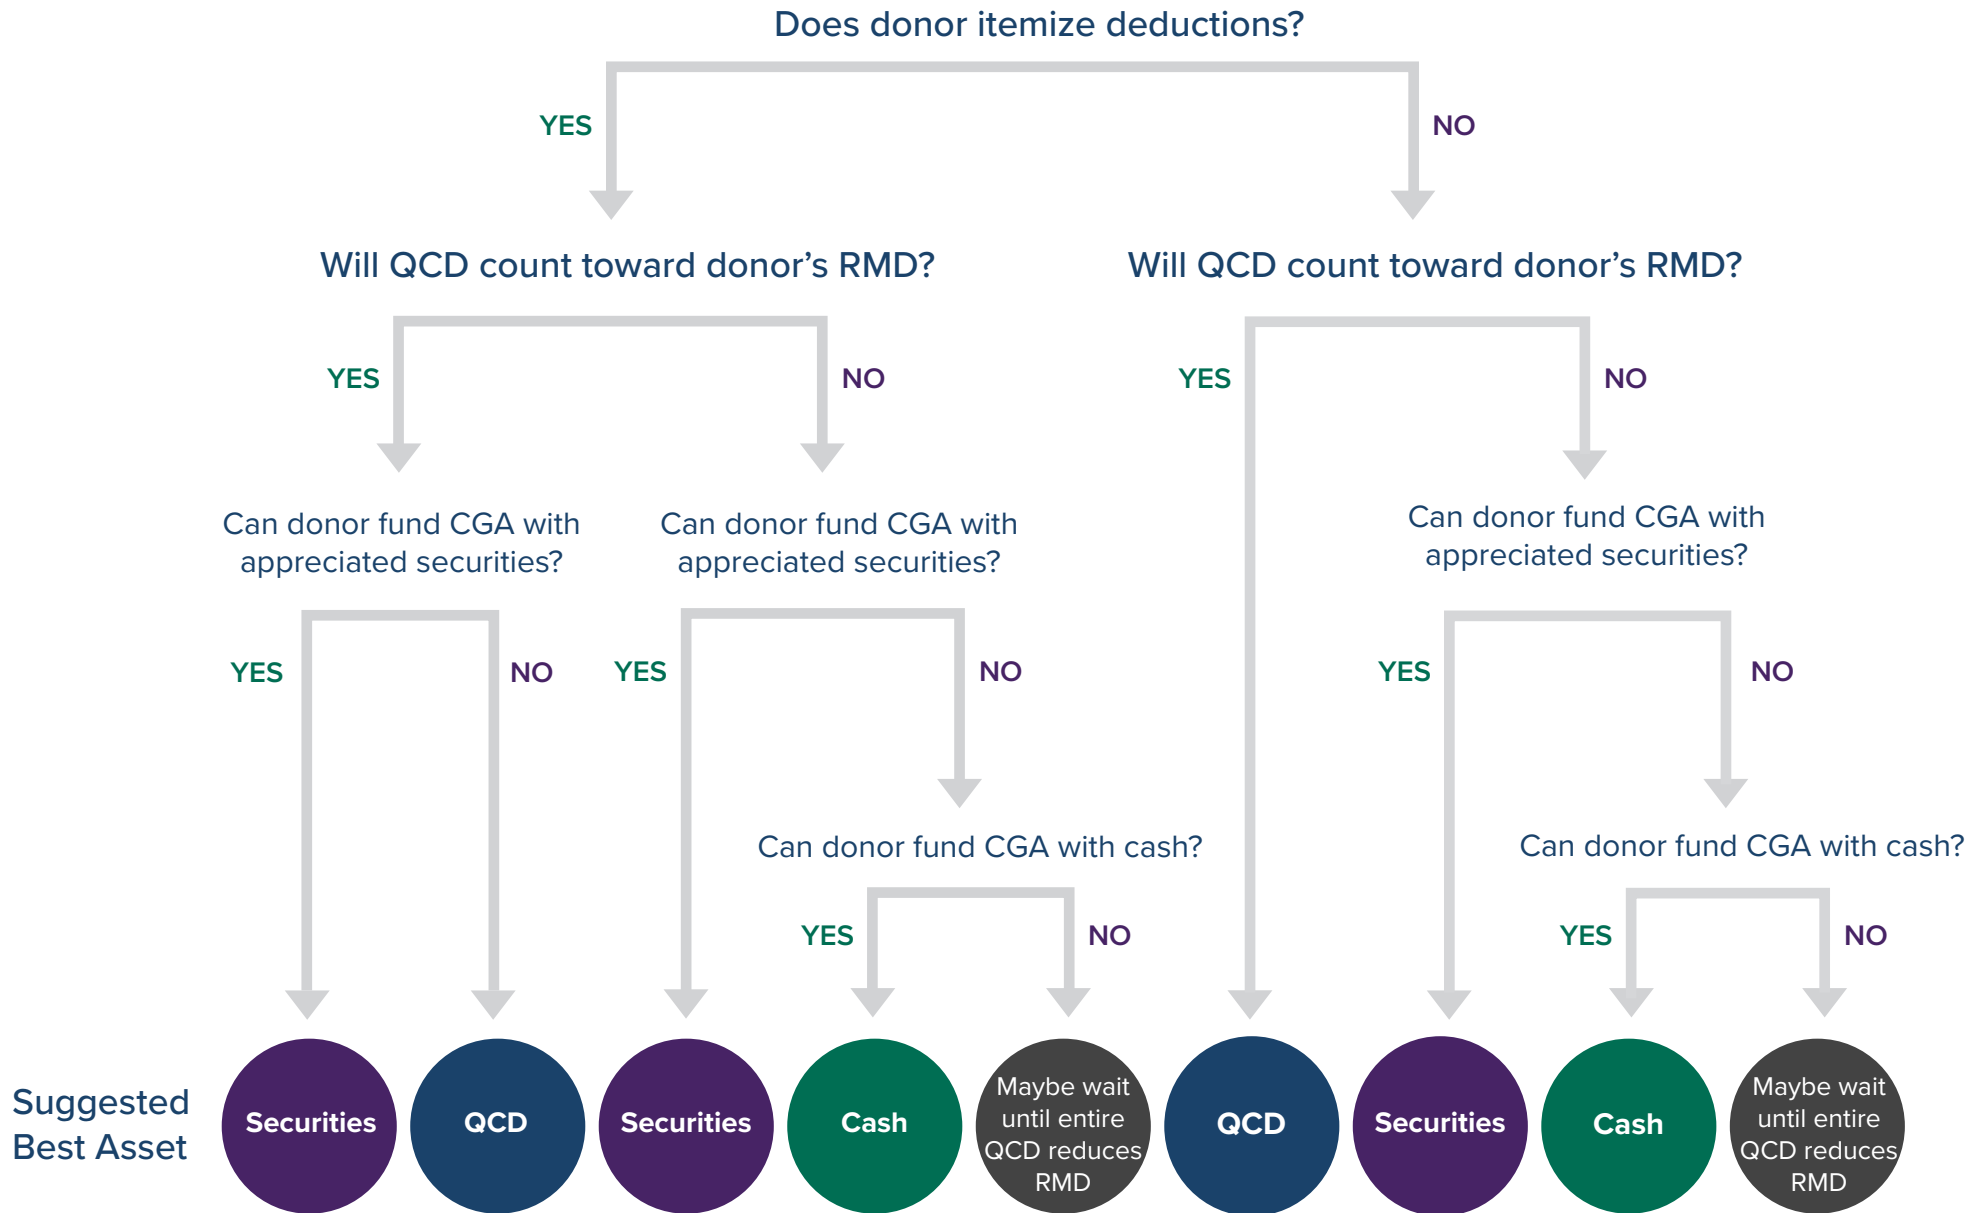 Does donor itemize deductions?
YES
NO
Will QCD count toward donor’s RMD?
Will QCD count toward donor’s RMD?
YES
NO
YES
NO
Can donor fund CGA with
appreciated securities?
Can donor fund CGA with
appreciated securities?
Can donor fund CGA with
appreciated securities?
YES
NO
YES
NO
YES
NO
Can donor fund CGA with cash?
Can donor fund CGA with cash?
YES
NO
YES
NO
Suggested
Best Asset
Securities
QCD
Securities
Cash
Maybe wait
until entire
QCD reduces
RMD
QCD
Securities
Cash
Maybe wait
until entire
QCD reduces
RMD